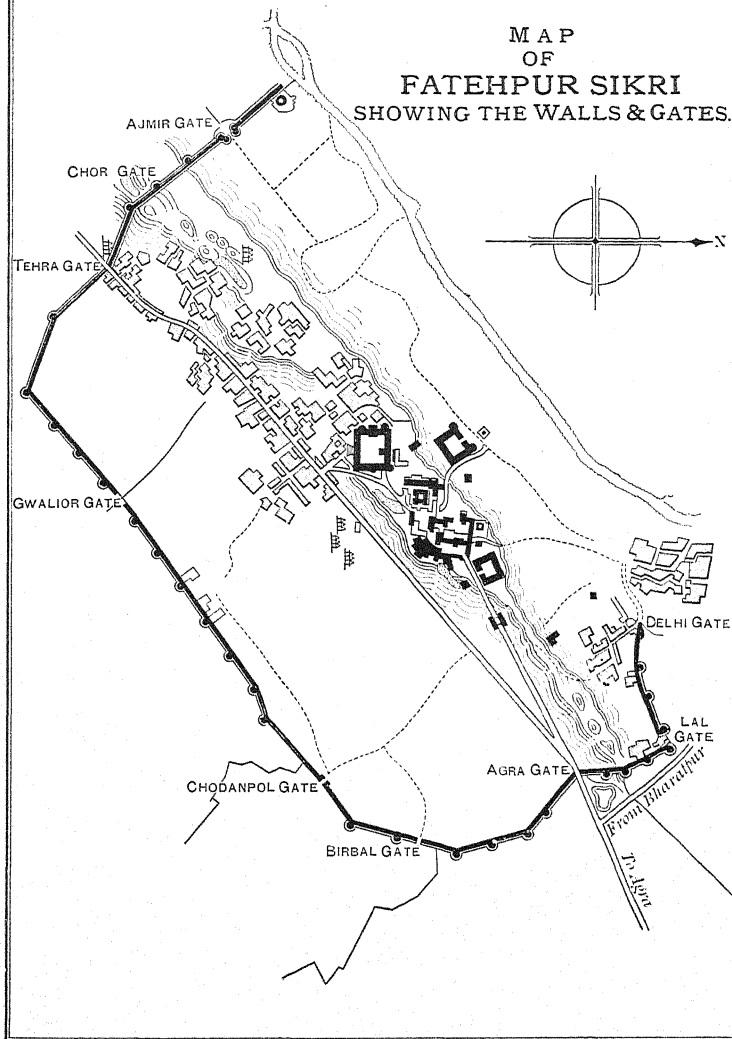 MAP
OF
FATEHPUR SIKRI
SHOWING THE WALLS & GATES.
AJMIR GATE
CHOR GATE
N
TEHRA GATE
GWALIOR GATE
DELHI GATE
LAL
GATE
AGRA GATE
From Bharatpur
CHODANPOL GATE
BIRBAL GATE
To Agra